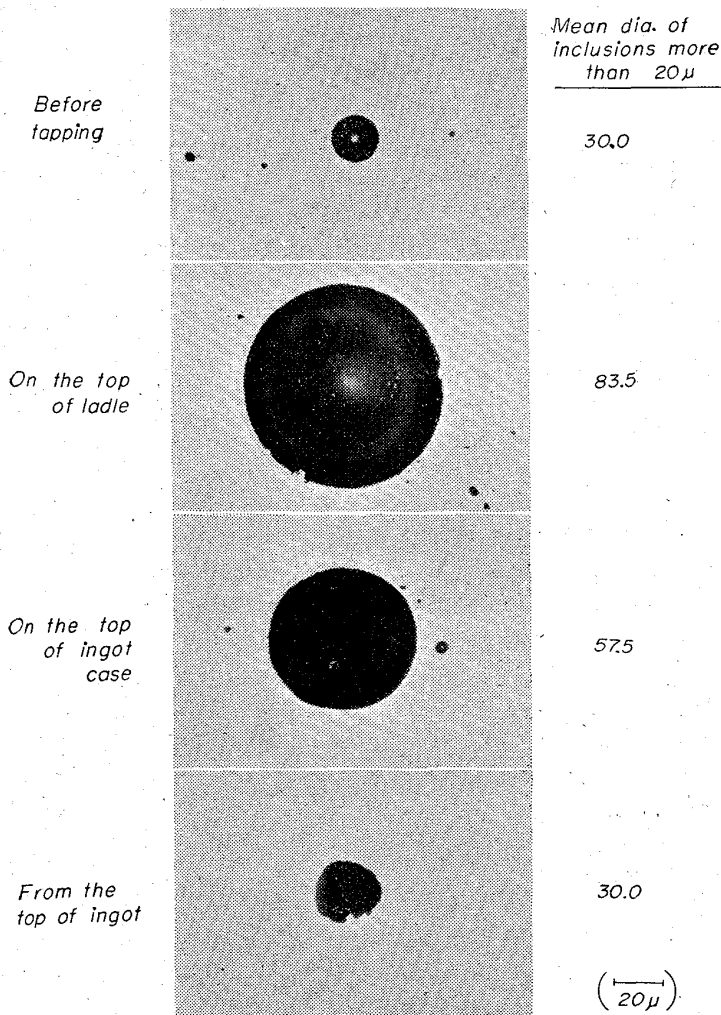 Mean dia. of
inclusions more
than 20μ
Before
tapping
30.0
On the top
of ladle
83.5
On the top
of ingot
case
57.5
From the
top of ingot
30.0
(20μ)